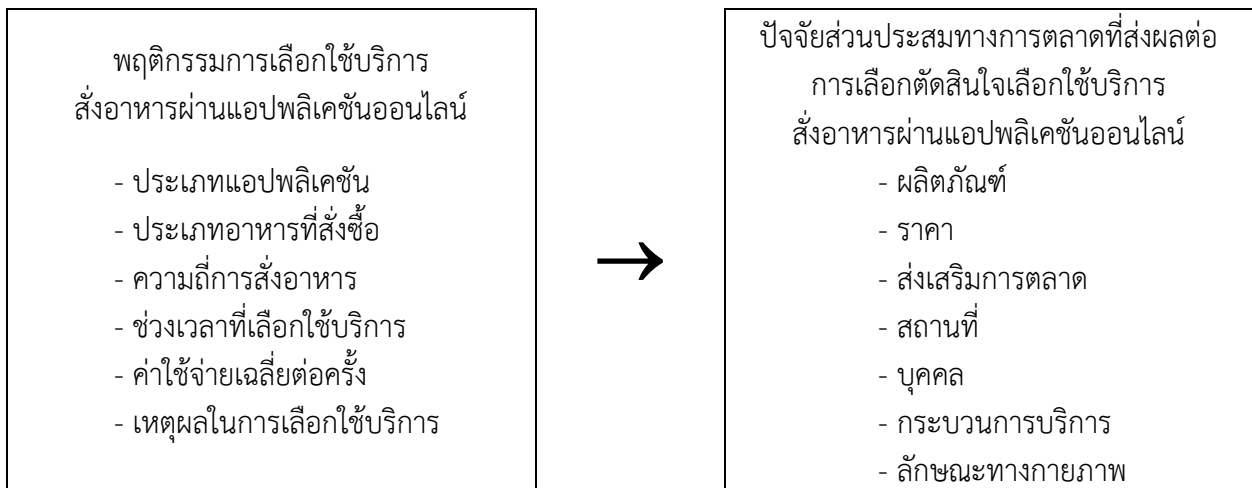 พฤติกรรมการเลือกใช้บริการ
สั่งอาหารผ่านแอปพลิเคชันออนไลน์
- ประเภทแอปพลิเคชัน
- ประเภทอาหารที่สั่งซื้อ
- ความถี่การสั่งอาหาร
- ช่วงเวลาที่เลือกใช้บริการ
- ค่าใช้จ่ายเฉลี่ยต่อครั้ง
- เหตุผลในการเลือกใช้บริการ
→
ปัจจัยส่วนประสมทางการตลาดที่ส่งผลต่อ
การเลือกตัดสินใจเลือกใช้บริการ
สั่งอาหารผ่านแอปพลิเคชันออนไลน์
- ผลิตภัณฑ์
- ราคา
- ส่งเสริมการตลาด
- สถานที่
- บุคคล
- กระบวนการบริการ
- ลักษณะทางกายภาพ